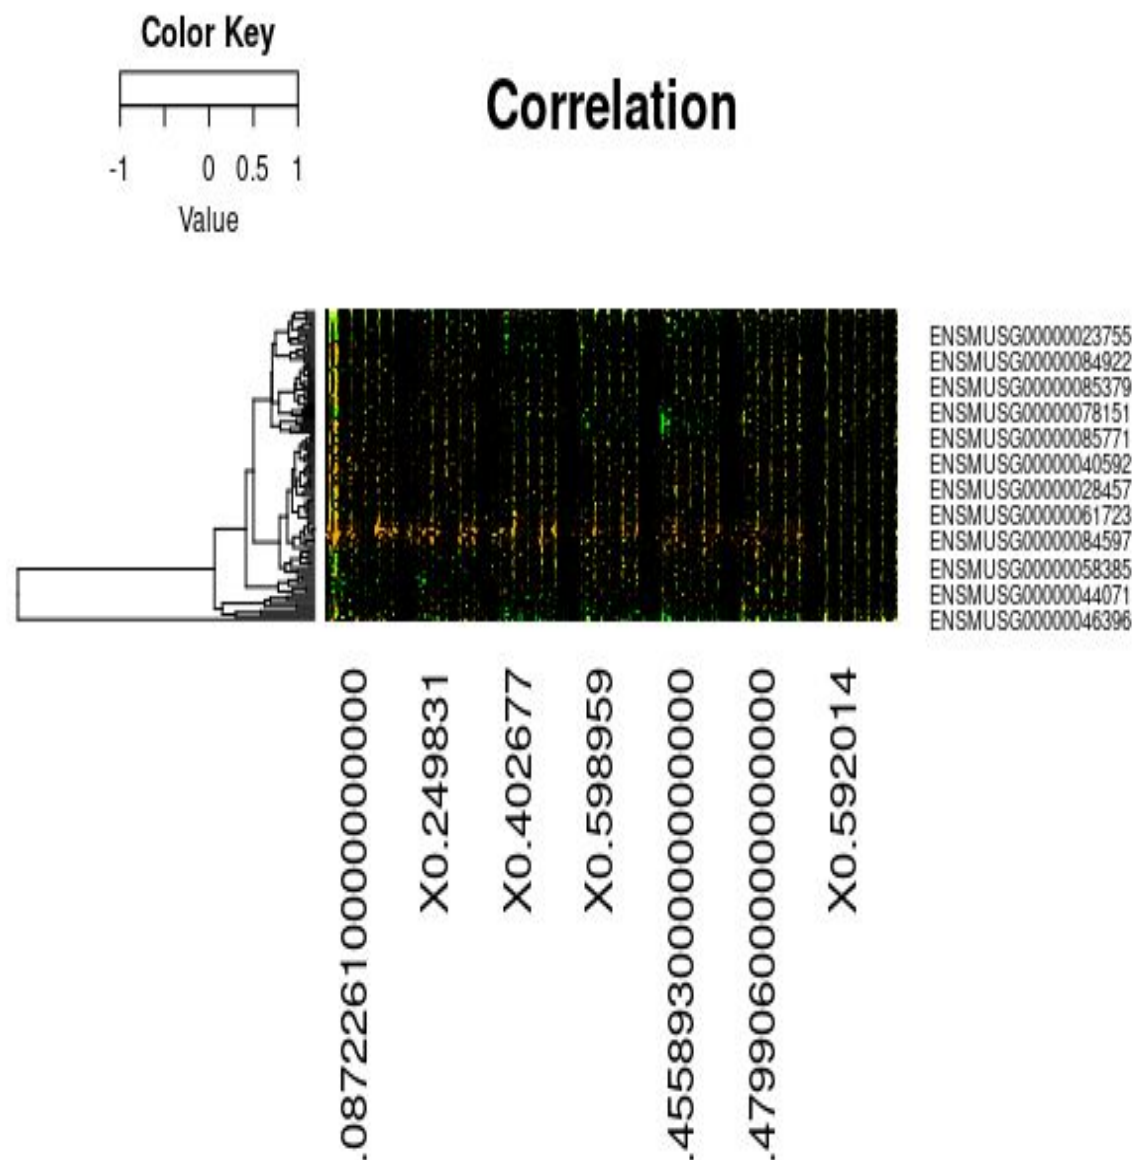 Color Key
Correlation
-1 0 0.5 1
Value
ENSMUSG00000023755
ENSMUSG00000084922
ENSMUSG00000085379
ENSMUSG00000078151
ENSMUSG00000085771
ENSMUSG00000040592
ENSMUSG00000028457
ENSMUSG00000061723
ENSMUSG00000084597
ENSMUSG00000058385
ENSMUSG00000044071
ENSMUSG00000046396
.0872261000000000
X0.249831
X0.402677
X0.598959
.4558930000000000
.4799060000000000
X0.592014